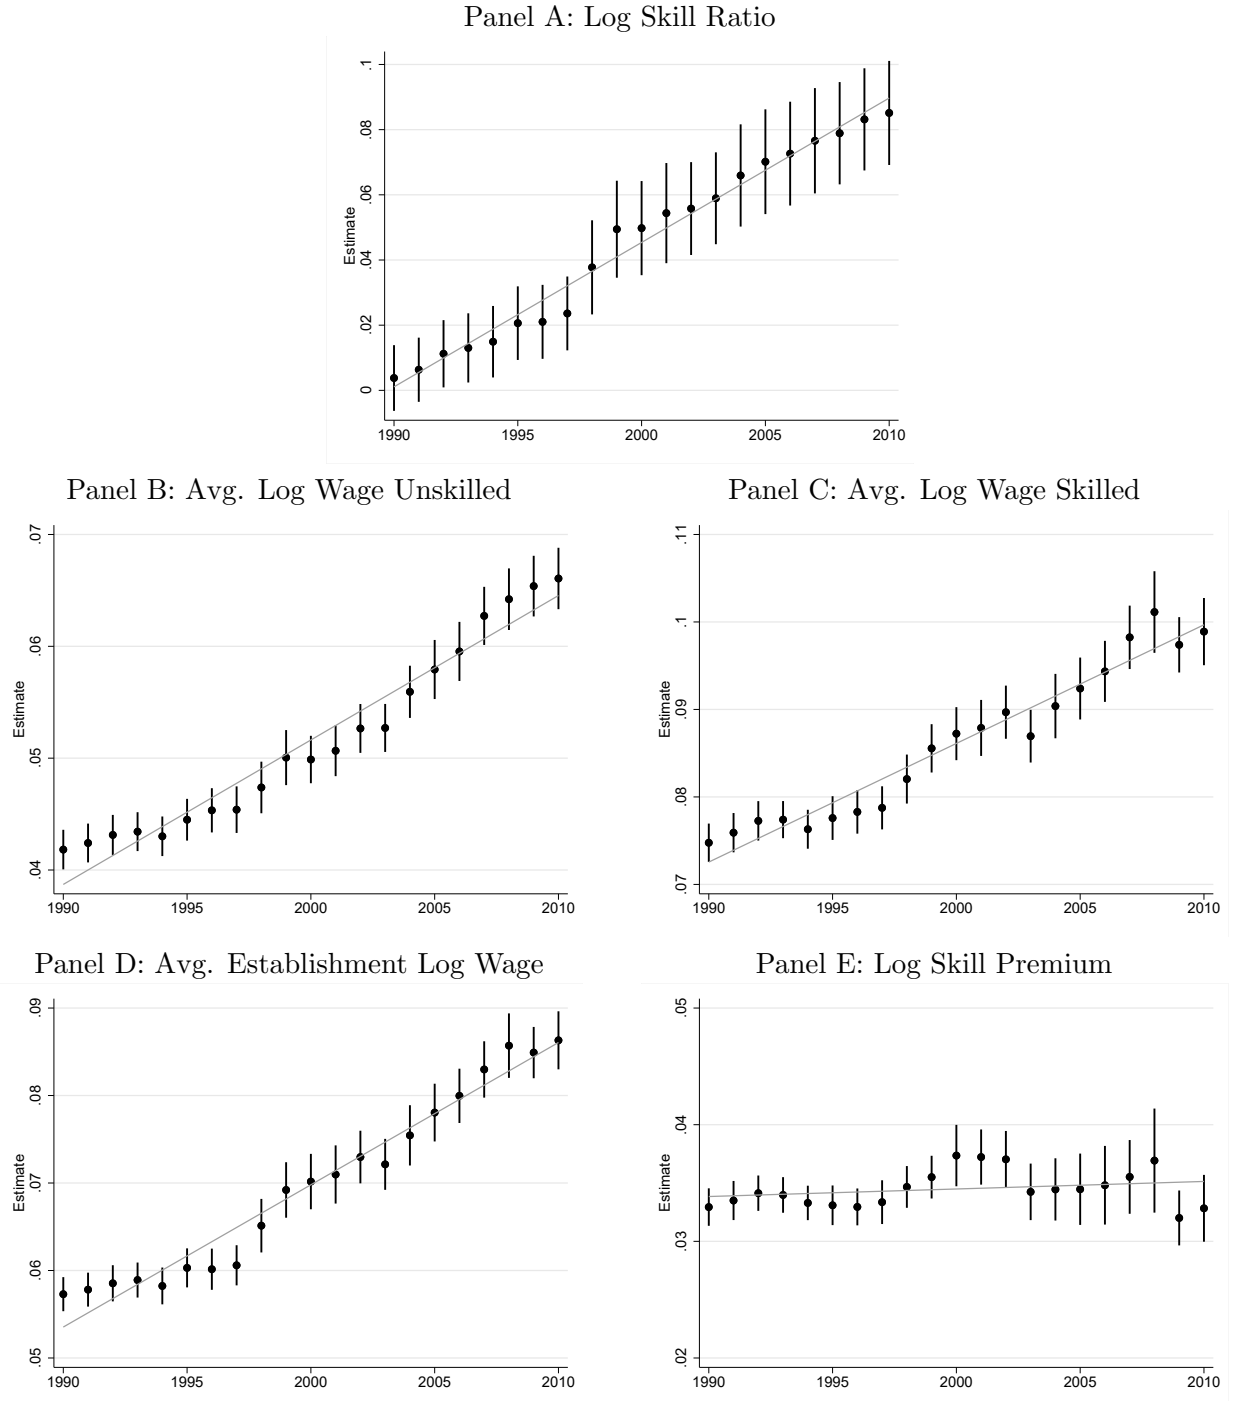 Panel A: Log Skill Ratio
Estimate
0
.02
.04
.06
.08
.1
1990 1995 2000 2005 2010
Panel B: Avg. Log Wage Unskilled
Estimate
.04
.05
.06
.07
1990 1995 2000 2005 2010
Panel C: Avg. Log Wage Skilled
Estimate
.07
.08
.09
.1
.11
1990 1995 2000 2005 2010
Panel D: Avg. Establishment Log Wage
Estimate
.05
.06
.07
.08
.09
1990 1995 2000 2005 2010
Panel E: Log Skill Premium
Estimate
.02
.03
.04
.05
1990 1995 2000 2005 2010